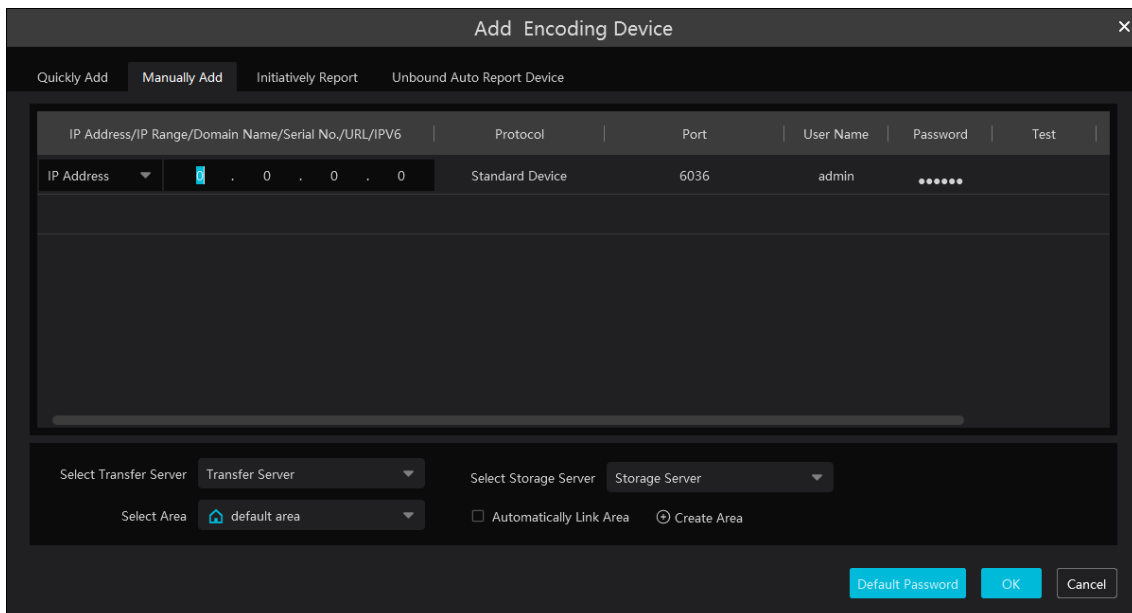 Add Encoding Device
Quickly Add Manually Add Initiatively Report Unbound Auto Report Device
IP Address/IP Range/Domain Name/Serial No./URL/IPV6 Protocol Port User Name Password Test
IP Address 0 . 0 . 0 . 0 Standard Device 6036 admin ●●●●●●
Select Transfer Server Transfer Server Select Storage Server Storage Server
Select Area default area Automatically Link Area Create Area
Default Password OK Cancel